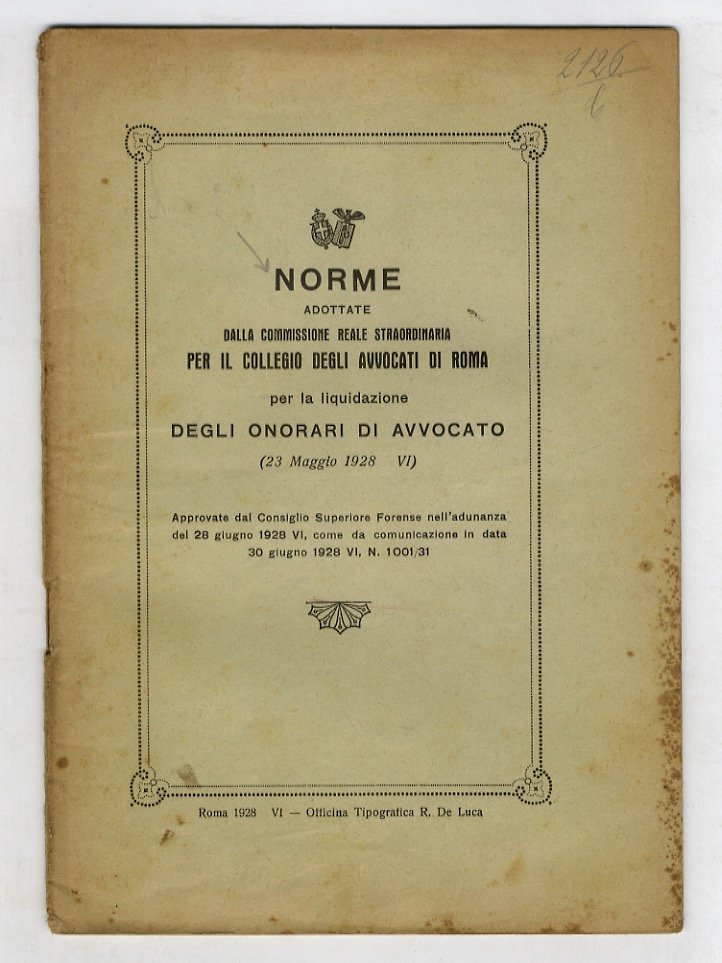 2126
NORME
ADOTTATE
DALLA COMMISSIONE REALE STRAORDINARIA
PER IL COLLEGIO DEGLI AVVOCATI DI ROMA
per la liquidazione
DEGLI ONORARI DI AVVOCATO
(23 Maggio 1928 VI)
Approvate dal Consiglio Superiore Forense nell'adunanza
del 28 giugno 1928 VI, come da comunicazione in data
30 giugno 1928 VI, N. 1001/31
Roma 1928 VI — Officina Tipografica R. De Luca